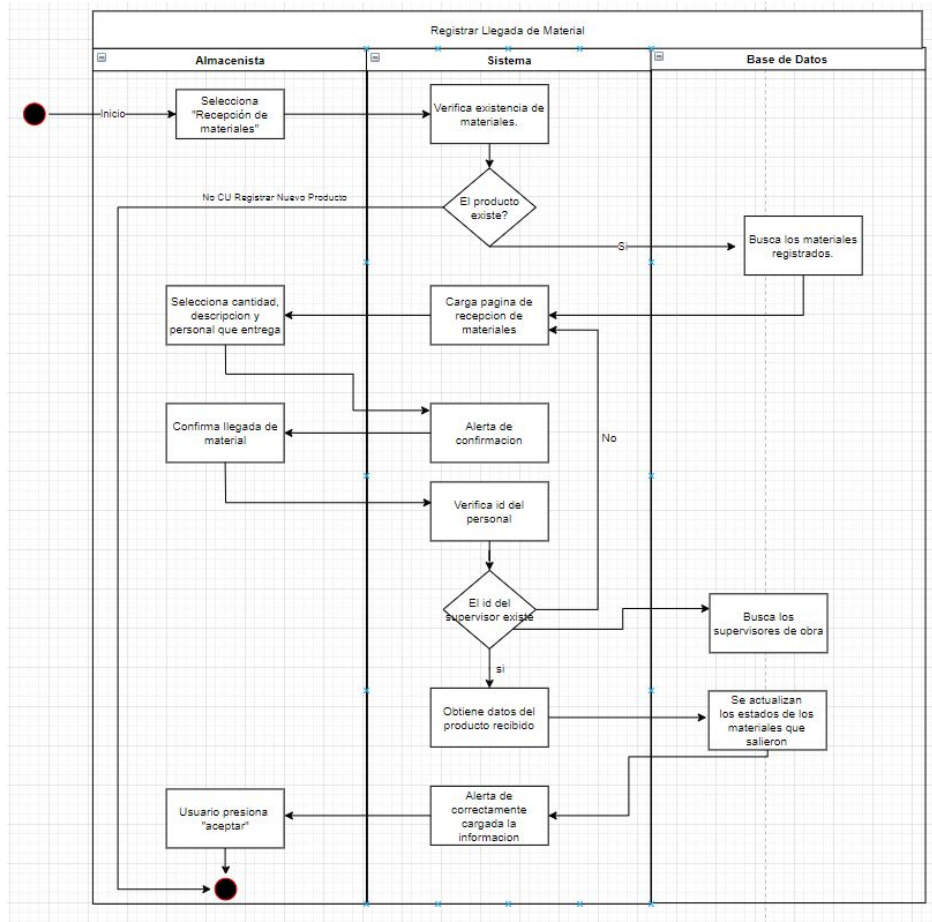 Registrar Llegada de Material
Almacenista
Sistema
Base de Datos
Inicio
Selecciona
"Recepción de
materiales"
Verifica existencia de
materiales.
No CU Registrar Nuevo Producto
El producto
existe?
Si
Busca los materiales
registrados.
Selecciona cantidad,
descripcion y
personal que entrega
Carga pagina de
recepcion de
materiales
Confirma llegada de
material
Alerta de
confirmacion
No
Verifica id del
personal
El id del
supervisor existe
Busca los
supervisores de obra
si
Obtiene datos del
producto recibido
Se actualizan
los estados de los
materiales que
salieron
Usuario presiona
"aceptar"
Alerta de
correctamente
cargada la
informacion